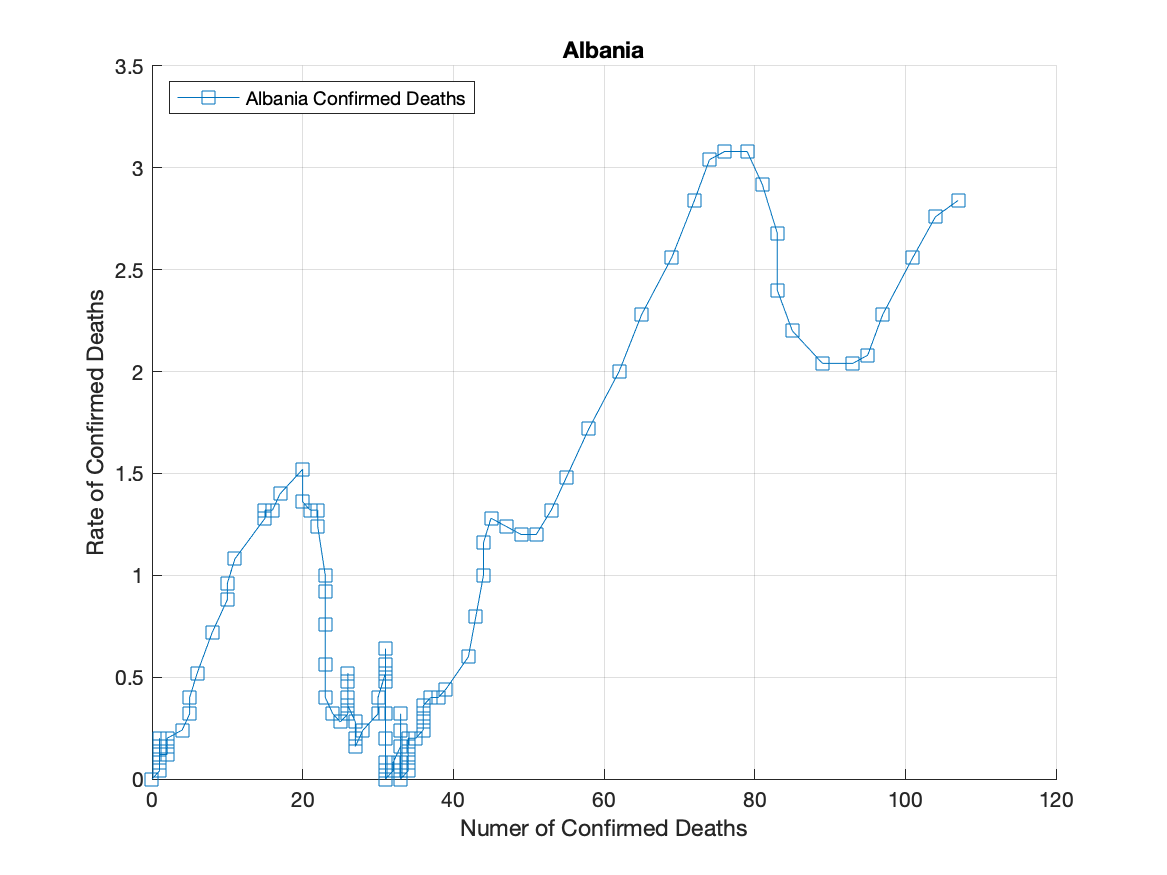 Albania
Albania Confirmed Deaths
3.5
3
2.5
2
1.5
1
0.5
0
Rate of Confirmed Deaths
0 20 40 60 80 100 120
Numer of Confirmed Deaths